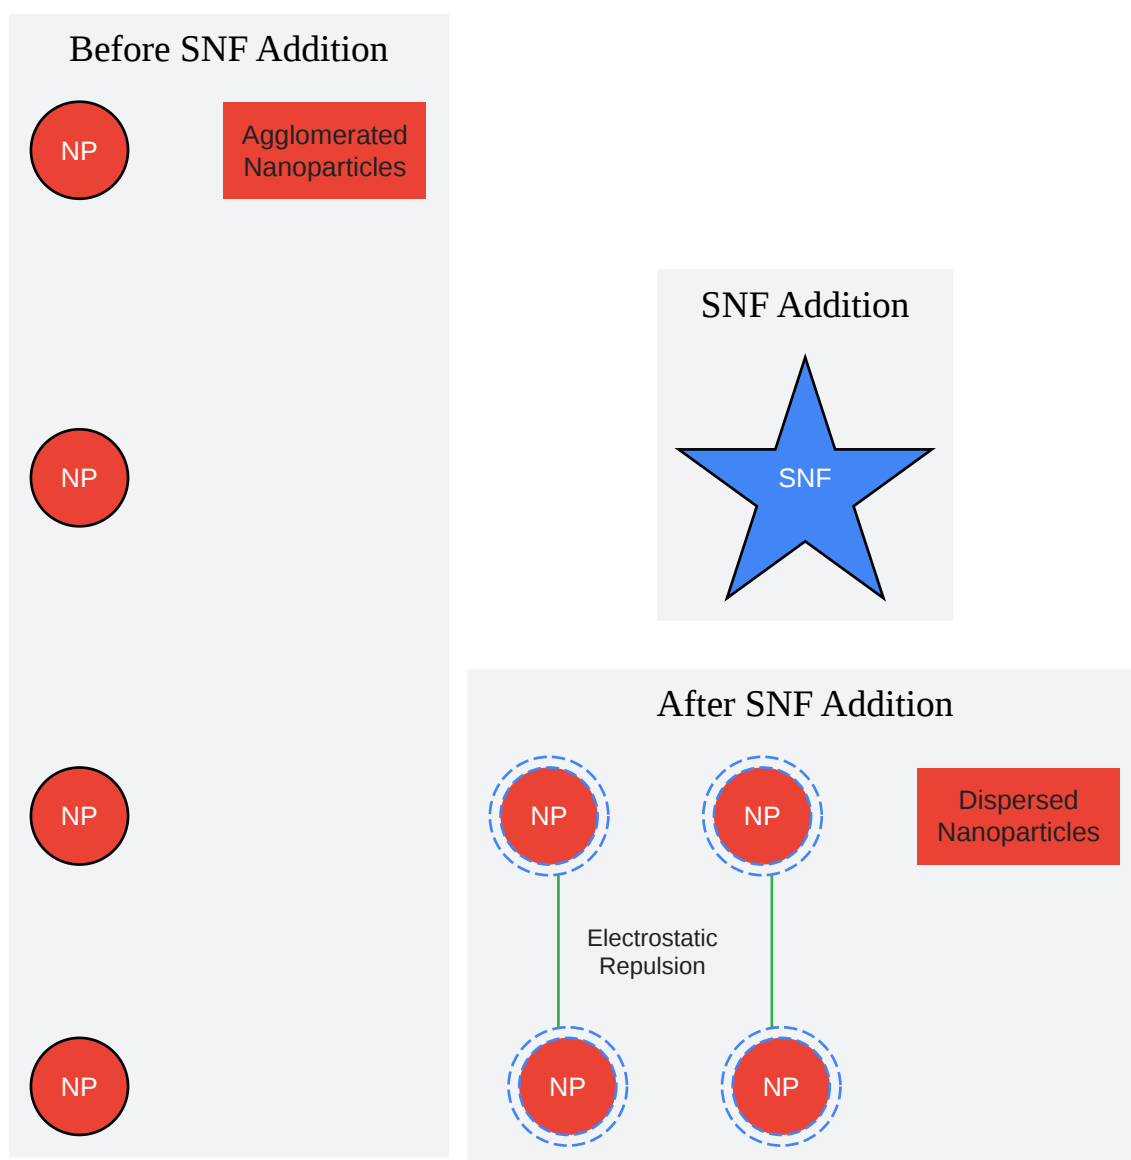 Before SNF Addition
NP
Agglomerated
Nanoparticles
NP
NP
NP
SNF Addition
SNF
After SNF Addition
NP
NP
Dispersed
Nanoparticles
Electrostatic
Repulsion
NP
NP